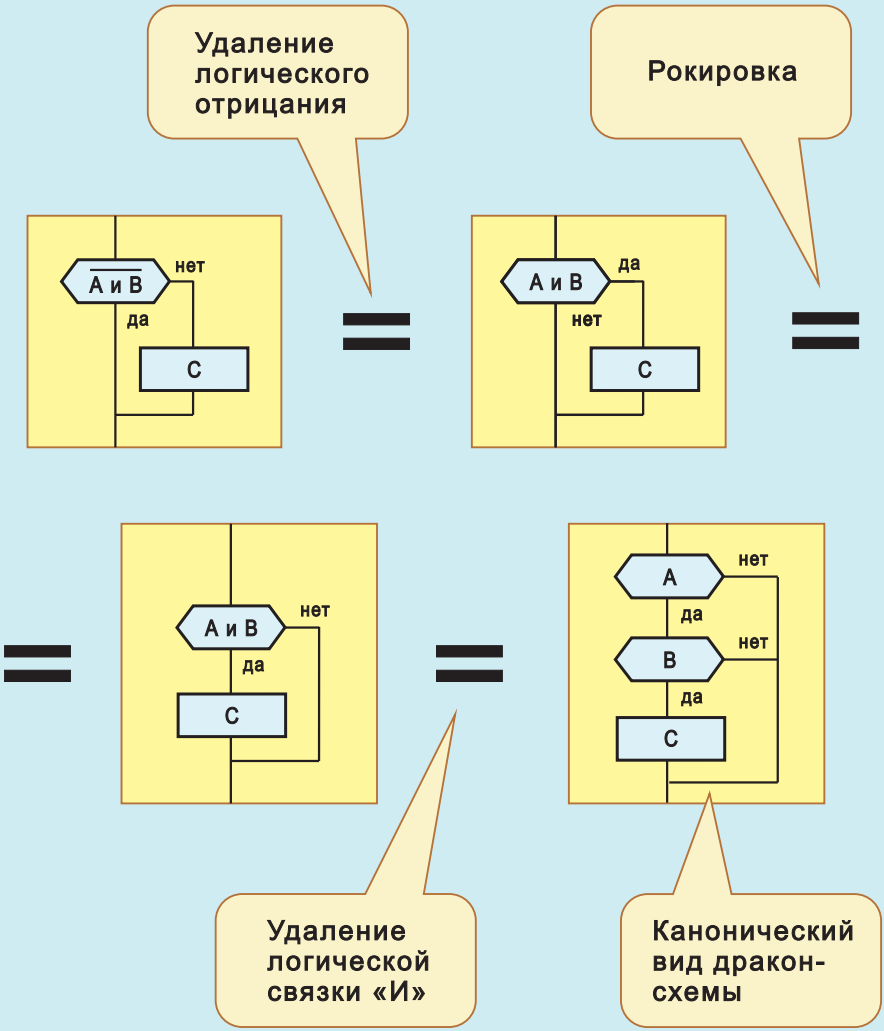 Удаление
логического
отрицания
Рокировка
A и B
нет
да
C
A и B
да
нет
C
A и B
нет
да
C
A
нет
да
B
нет
да
C
Удаление
логической
связки «И»
Канонический
вид дракон-
схемы